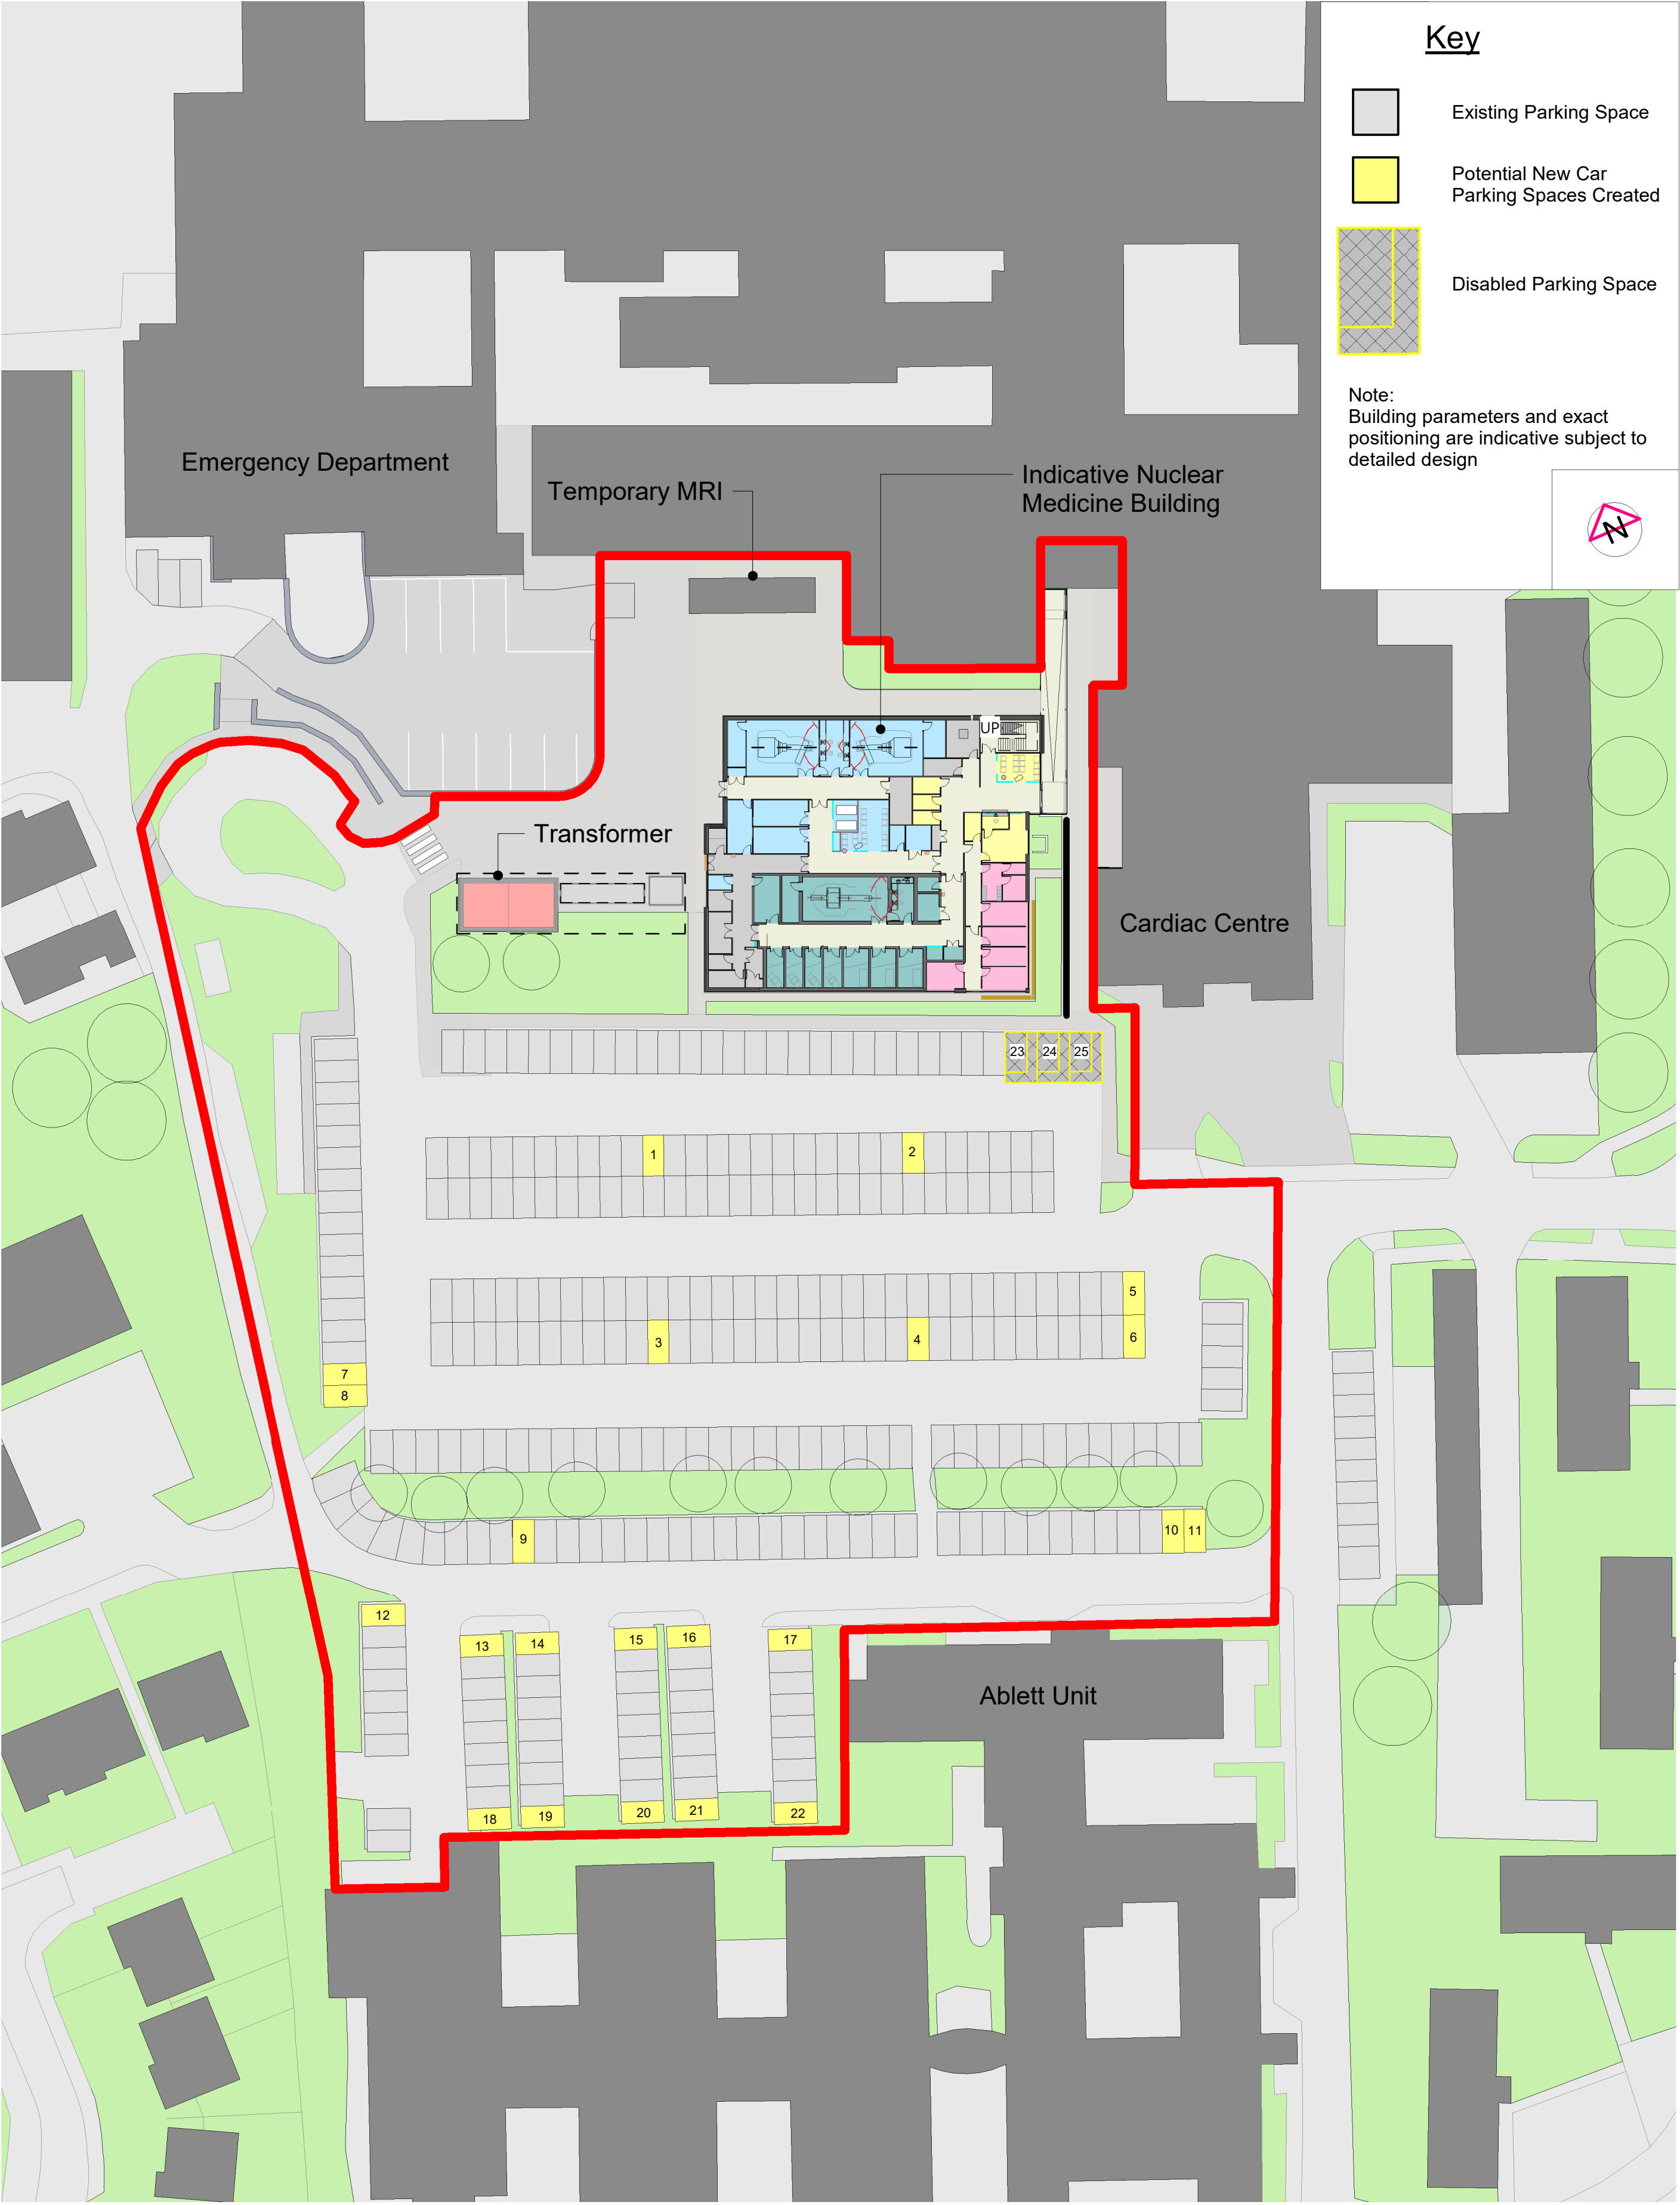 Key
Existing Parking Space
Potential New Car
Parking Spaces Created
Disabled Parking Space
Note:
Building parameters and exact
positioning are indicative subject to
detailed design
N
Emergency Department
Temporary MRI
Indicative Nuclear
Medicine Building
UP
Transformer
Cardiac Centre
23 24 25
1 2
5
3 4 6
7
8
9 10 11
12
13 14 15 16 17
Ablett Unit
18 19 20 21 22